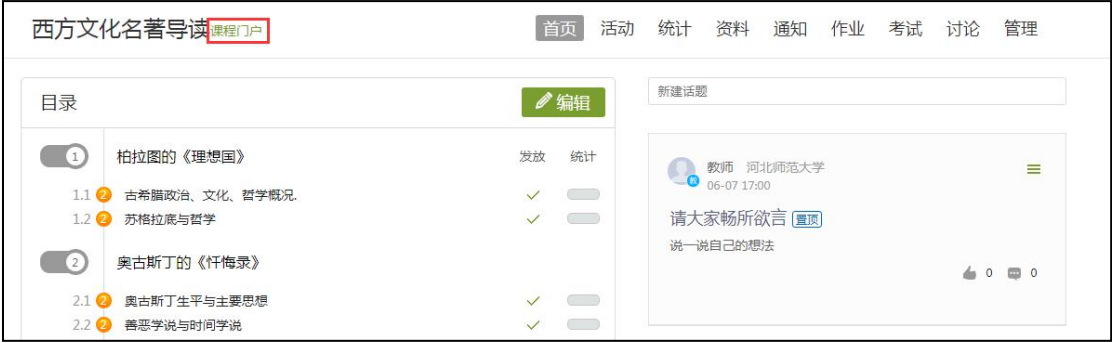 西方文化名著导读 课程门户 首页 活动 统计 资料 通知 作业 考试 讨论 管理
目录 编辑
1 柏拉图的《理想国》 发放 统计
1.1 2 古希腊政治、文化、哲学概况.
1.2 2 苏格拉底与哲学
2 奥古斯丁的《忏悔录》
2.1 2 奥古斯丁生平与主要思想
2.2 2 善恶学说与时间学说
新建话题
教师 河北师范大学
教 06-07 17:00
请大家畅所欲言 置顶
说一说自己的想法
0 0